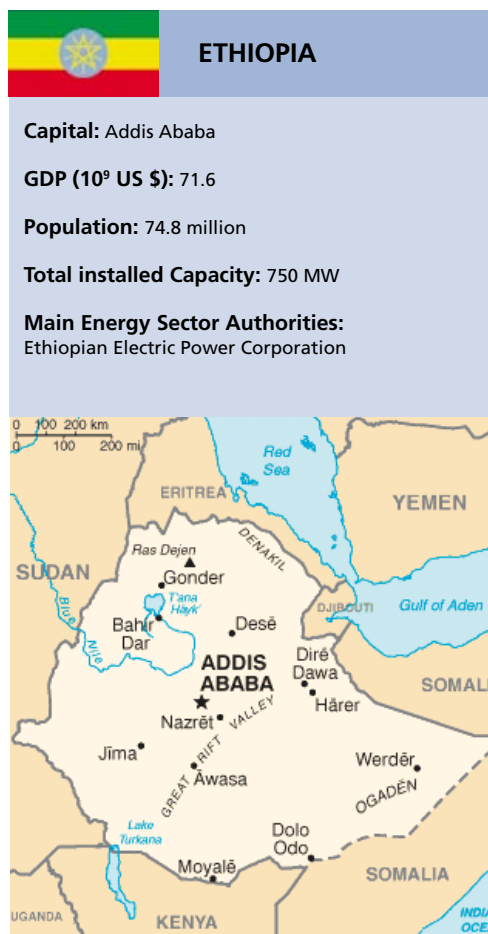 ETHIOPIA
Capital: Addis Ababa
GDP (10⁹ US $): 71.6
Population: 74.8 million
Total installed Capacity: 750 MW
Main Energy Sector Authorities:
Ethiopian Electric Power Corporation
0 100 200 km
0 100 200 mi
Red
Sea
ERITREA
YEMEN
Ras Dejen
DENAKIL
SUDAN
Gonder
T'ana
Hāyk'
DJIBOUTI
Gulf of Aden
Blue
Nile
Bahir
Dar
Desē
ADDIS
ABABA
Dirē
Dawa
Hārer
SOMALI
Nazrēt
GREAT RIFT VALLEY
Jīma
Āwasa
Werdēr
OGADĒN
Lake
Turkana
Dolo
Odo
Moyalē
SOMALIA
UGANDA
KENYA
INDIA
OCE